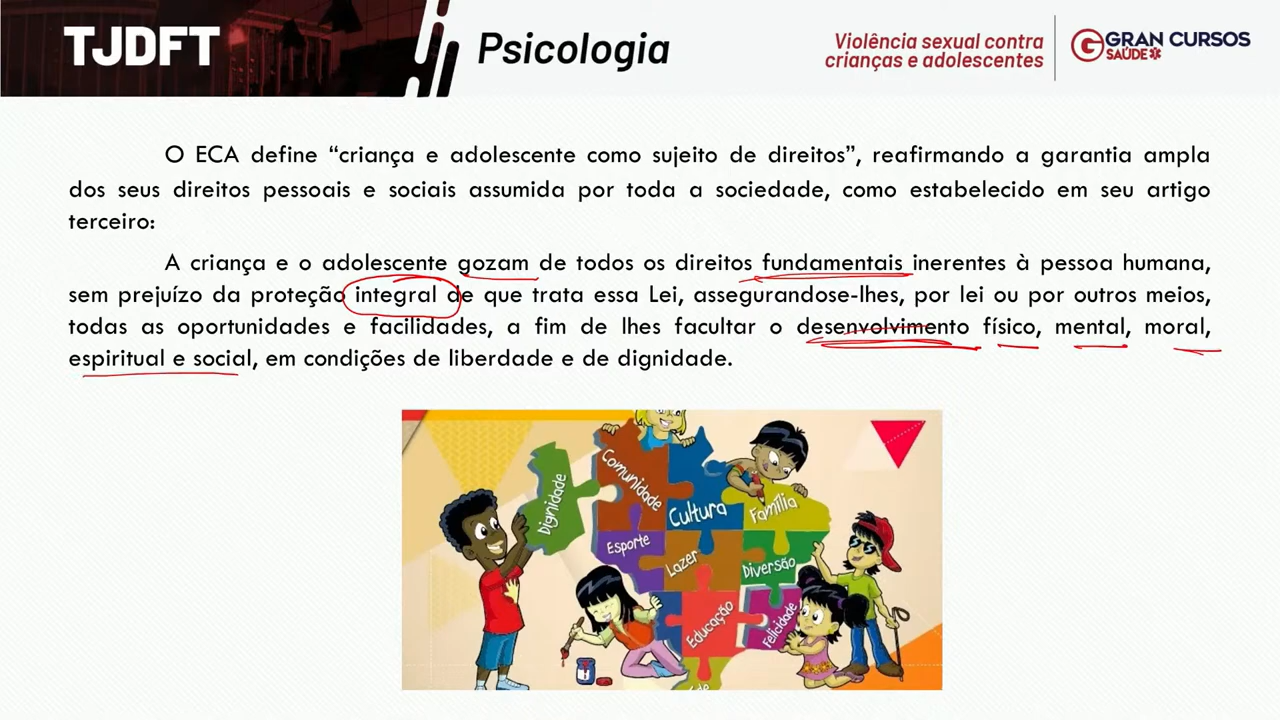 TJDFT
Psicologia
Violência sexual contra
crianças e adolescentes
GRAN CURSOS
SAÚDE
O ECA define “criança e adolescente como sujeito de direitos”, reafirmando a garantia ampla
dos seus direitos pessoais e sociais assumida por toda a sociedade, como estabelecido em seu artigo
terceiro:
A criança e o adolescente gozam de todos os direitos fundamentais inerentes à pessoa humana,
sem prejuízo da proteção integral de que trata essa Lei, assegurandose-lhes, por lei ou por outros meios,
todas as oportunidades e facilidades, a fim de lhes facultar o desenvolvimento físico, mental, moral,
espiritual e social, em condições de liberdade e de dignidade.
Dignidade
Comunidade
Cultura
Família
Esporte
Lazer
Diversão
Educação
Felicidade